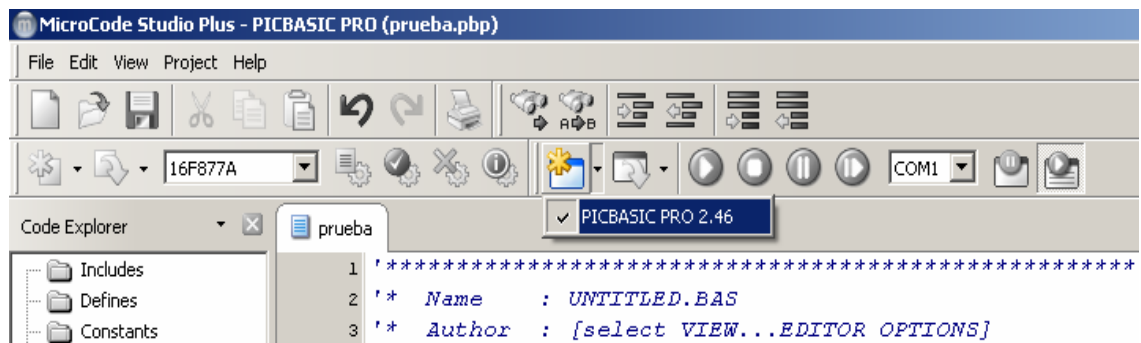 MicroCode Studio Plus - PICBASIC PRO (prueba.pbp)
File Edit View Project Help
A B
16F877A COM1
PICBASIC PRO 2.46
Code Explorer prueba
Includes
Defines
Constants
1 '*****************************************************
2 '* Name : UNTITLED.BAS
3 '* Author : [select VIEW...EDITOR OPTIONS]